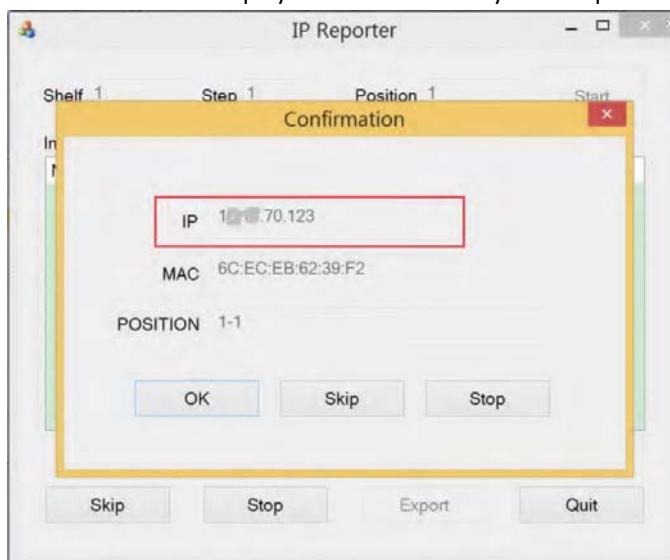 IP Reporter
Shelf 1 Step 1 Position 1 Start
Confirmation
IP .70.123
MAC 6C:EC:EB:62:39:F2
POSITION 1-1
OK Skip Stop
Skip Stop Export Quit